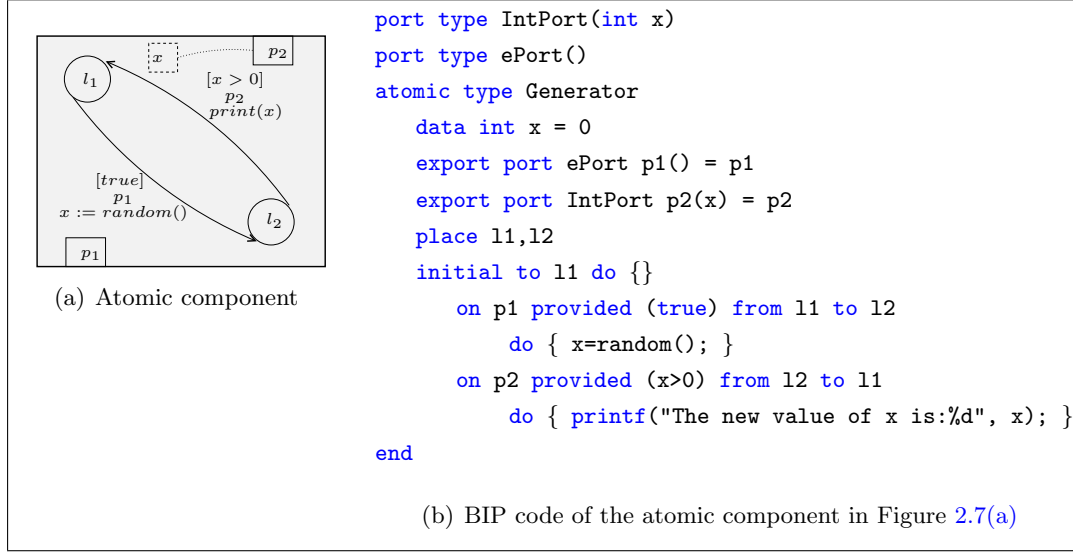 x
p2
l1
[x > 0]
p2
print(x)
[true]
p1
x := random()
l2
p1
(a) Atomic component
port type IntPort(int x)
port type ePort()
atomic type Generator
data int x = 0
export port ePort p1() = p1
export port IntPort p2(x) = p2
place l1,l2
initial to l1 do {}
on p1 provided (true) from l1 to l2
do { x=random(); }
on p2 provided (x>0) from l2 to l1
do { printf("The new value of x is:%d", x); }
end
(b) BIP code of the atomic component in Figure 2.7(a)